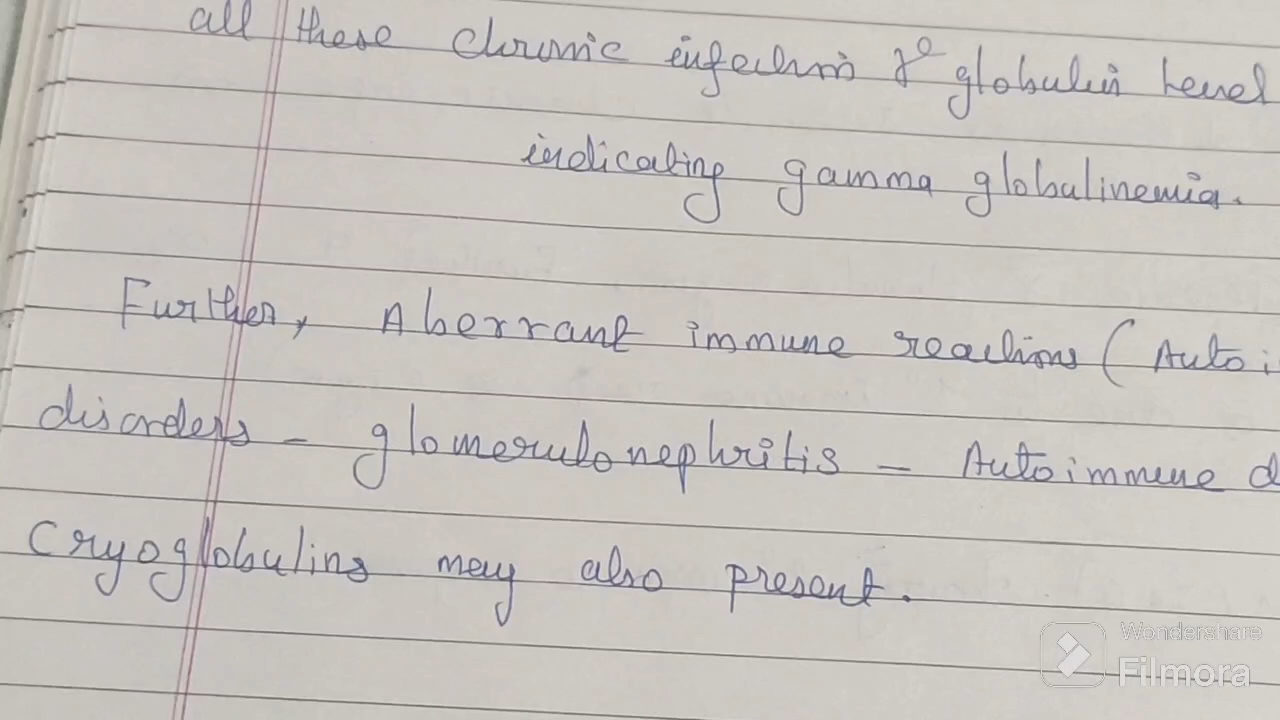 all these chronic infection γe globulin level
indicating gamma globulinemia.
Further, Aberrant immune reactions (Auto i
disorders – glomerulonephritis – Autoimmune d
Cryoglobulins may also present.
Wondershare
Filmora